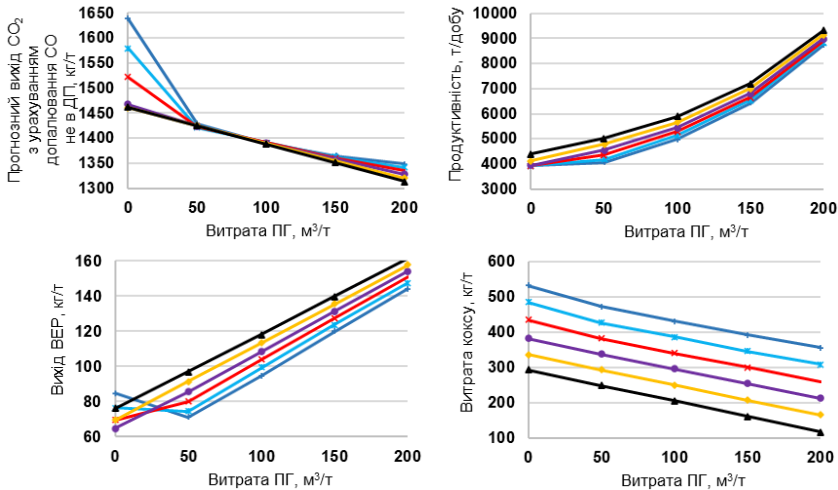 Прогнозний вихід CO₂
з урахуванням
допалювання CO
не в ДП, кг/т
1650
1600
1550
1500
1450
1400
1350
1300
0 50 100 150 200
Витрата ПГ, м³/т
Продуктивність, т/добу
10000
9000
8000
7000
6000
5000
4000
3000
0 50 100 150 200
Витрата ПГ, м³/т
Вихід ВЕР, кг/т
160
140
120
100
80
60
0 50 100 150 200
Витрата ПГ, м³/т
Витрата коксу, кг/т
600
500
400
300
200
100
0 50 100 150 200
Витрата ПГ, м³/т